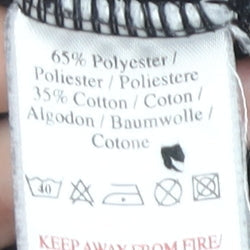 65% Polyester /
Poliester / Poliestere
35% Cotton / Coton /
Algodon / Baumwolle /
Cotone
40
KEEP AWAY FROM FIRE/